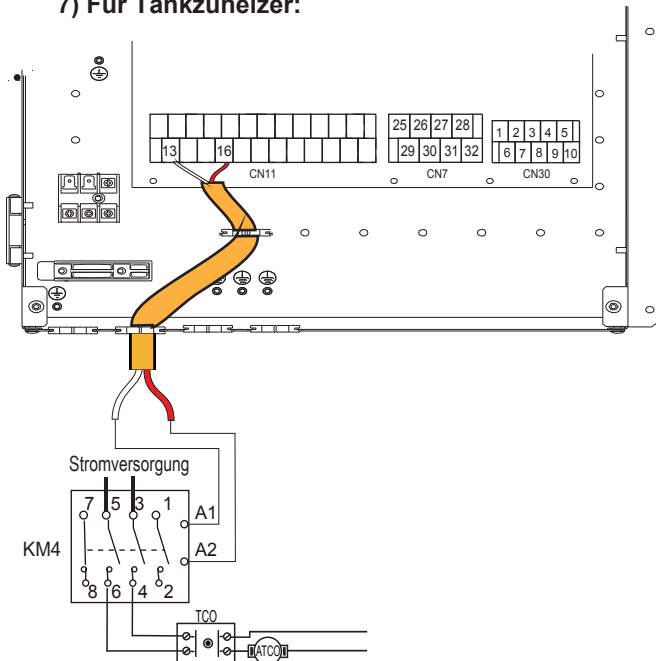 7) Für Tankzuheizer:
25 26 27 28
1 2 3 4 5
13 16
29 30 31 32
6 7 8 9 10
CN11 CN7 CN30
Stromversorgung
7 5 3 1
A1
KM4
A2
8 6 4 2
TCO
ATCO